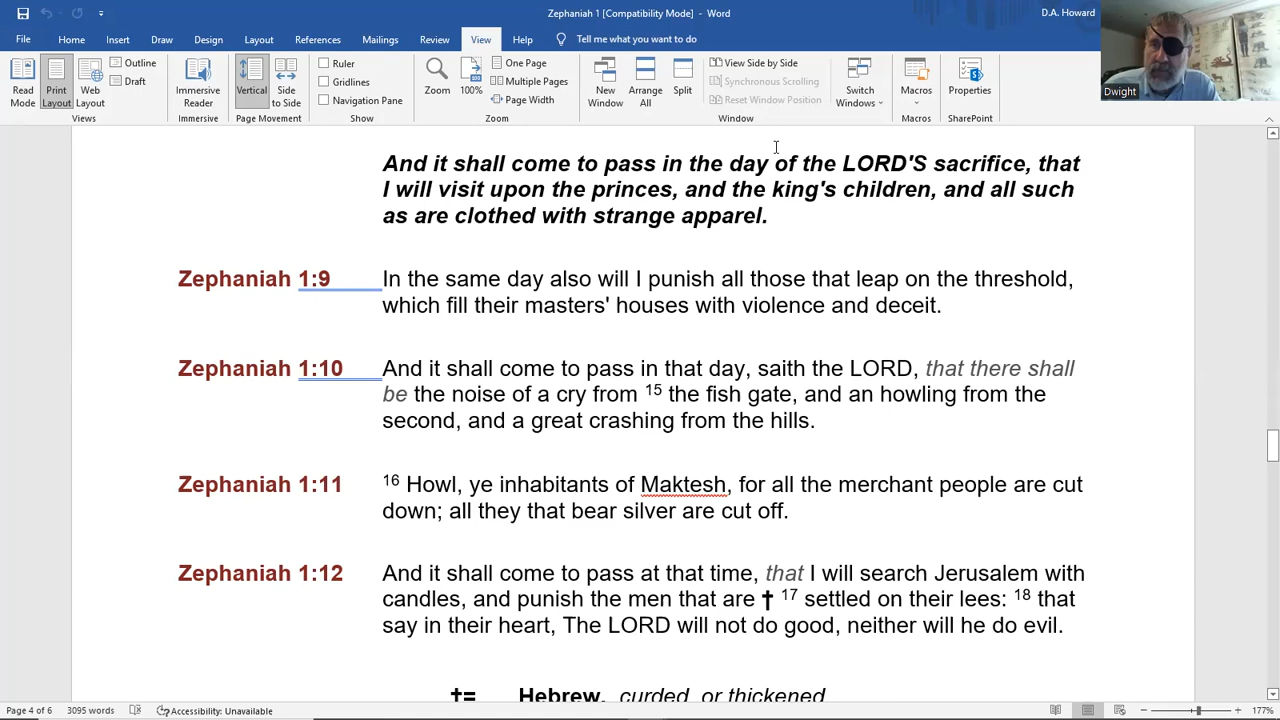 Zephaniah 1 [Compatibility Mode] - Word
D.A. Howard
File Home Insert Draw Design Layout References Mailings Review View Help Tell me what you want to do
Read Mode
Print Layout
Web Layout
Outline
Draft
Views
Immersive Reader
Immersive
Vertical
Side to Side
Page Movement
Ruler
Gridlines
Navigation Pane
Show
Zoom
100%
One Page
Multiple Pages
Page Width
Zoom
New Window
Arrange All
Split
View Side by Side
Synchronous Scrolling
Reset Window Position
Window
Switch Windows
Macros
Macros
Properties
SharePoint
Dwight
And it shall come to pass in the day of the LORD'S sacrifice, that
I will visit upon the princes, and the king's children, and all such
as are clothed with strange apparel.
Zephaniah 1:9 In the same day also will I punish all those that leap on the threshold,
which fill their masters' houses with violence and deceit.
Zephaniah 1:10 And it shall come to pass in that day, saith the LORD, that there shall
be the noise of a cry from 15 the fish gate, and an howling from the
second, and a great crashing from the hills.
Zephaniah 1:11 16 Howl, ye inhabitants of Maktesh, for all the merchant people are cut
down; all they that bear silver are cut off.
Zephaniah 1:12 And it shall come to pass at that time, that I will search Jerusalem with
candles, and punish the men that are ✝ 17 settled on their lees: 18 that
say in their heart, The LORD will not do good, neither will he do evil.
✝= Hebrew, curded, or thickened
Page 4 of 6 3095 words Accessibility: Unavailable 177%